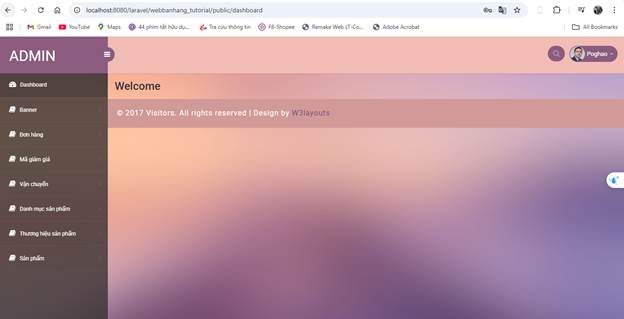 localhost:8080/laravel/webbanhang_tutorial/public/dashboard
Gmail YouTube Maps 44 phím tắt hữu dụ... Tra cứu thông tin F8-Shopee Remake Web LT-Co... Adobe Acrobat All Bookmarks
ADMIN
Poghao
Dashboard
Welcome
Banner
© 2017 Visitors. All rights reserved | Design by W3layouts
Đơn hàng
Mã giảm giá
Vận chuyển
Danh mục sản phẩm
Thương hiệu sản phẩm
Sản phẩm